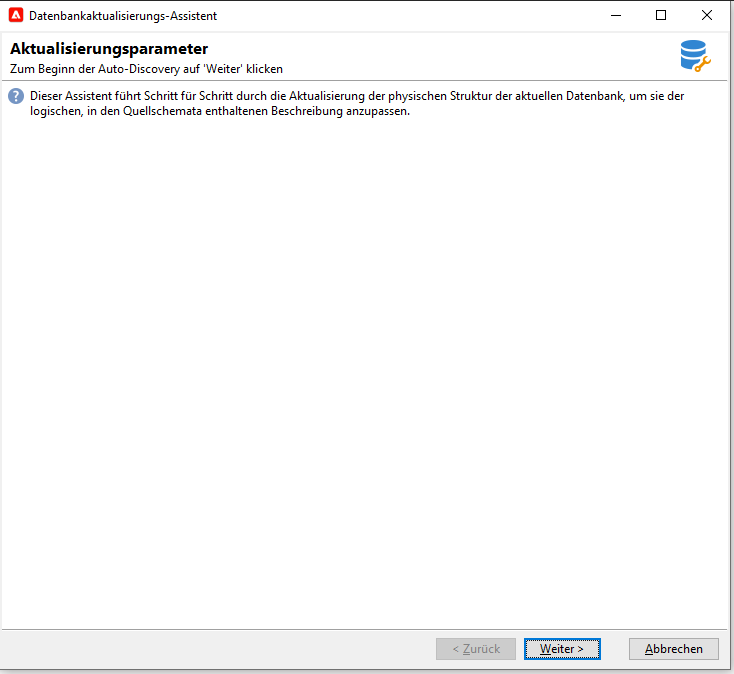 Datenbankaktualisierungs-Assistent
Aktualisierungsparameter
Zum Beginn der Auto-Discovery auf 'Weiter' klicken
Dieser Assistent führt Schritt für Schritt durch die Aktualisierung der physischen Struktur der aktuellen Datenbank, um sie der
logischen, in den Quellschemata enthaltenen Beschreibung anzupassen.
< Zurück
Weiter >
Abbrechen